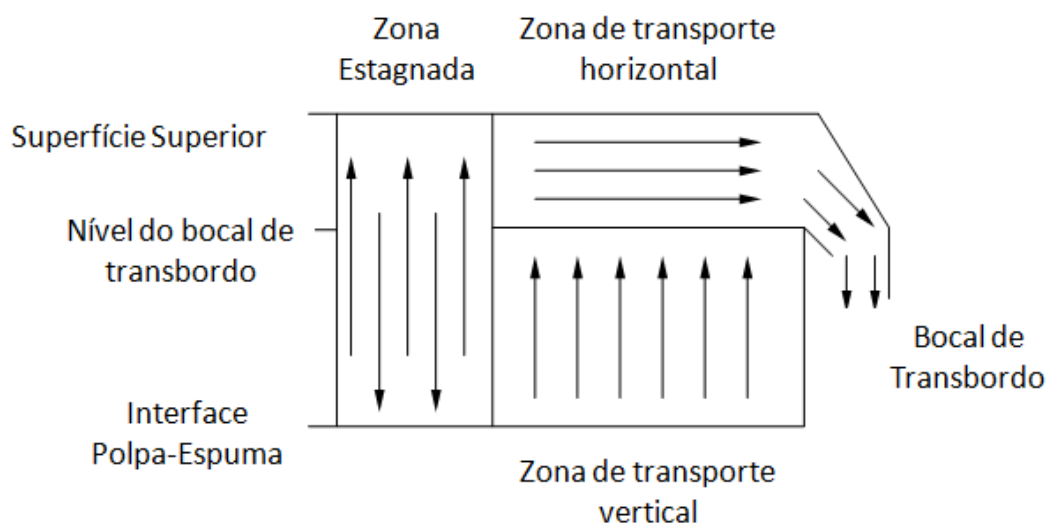 Zona
Estagnada
Zona de transporte
horizontal
Superfície Superior
Nível do bocal de
transbordo
Bocal de
Transbordo
Interface
Polpa-Espuma
Zona de transporte
vertical